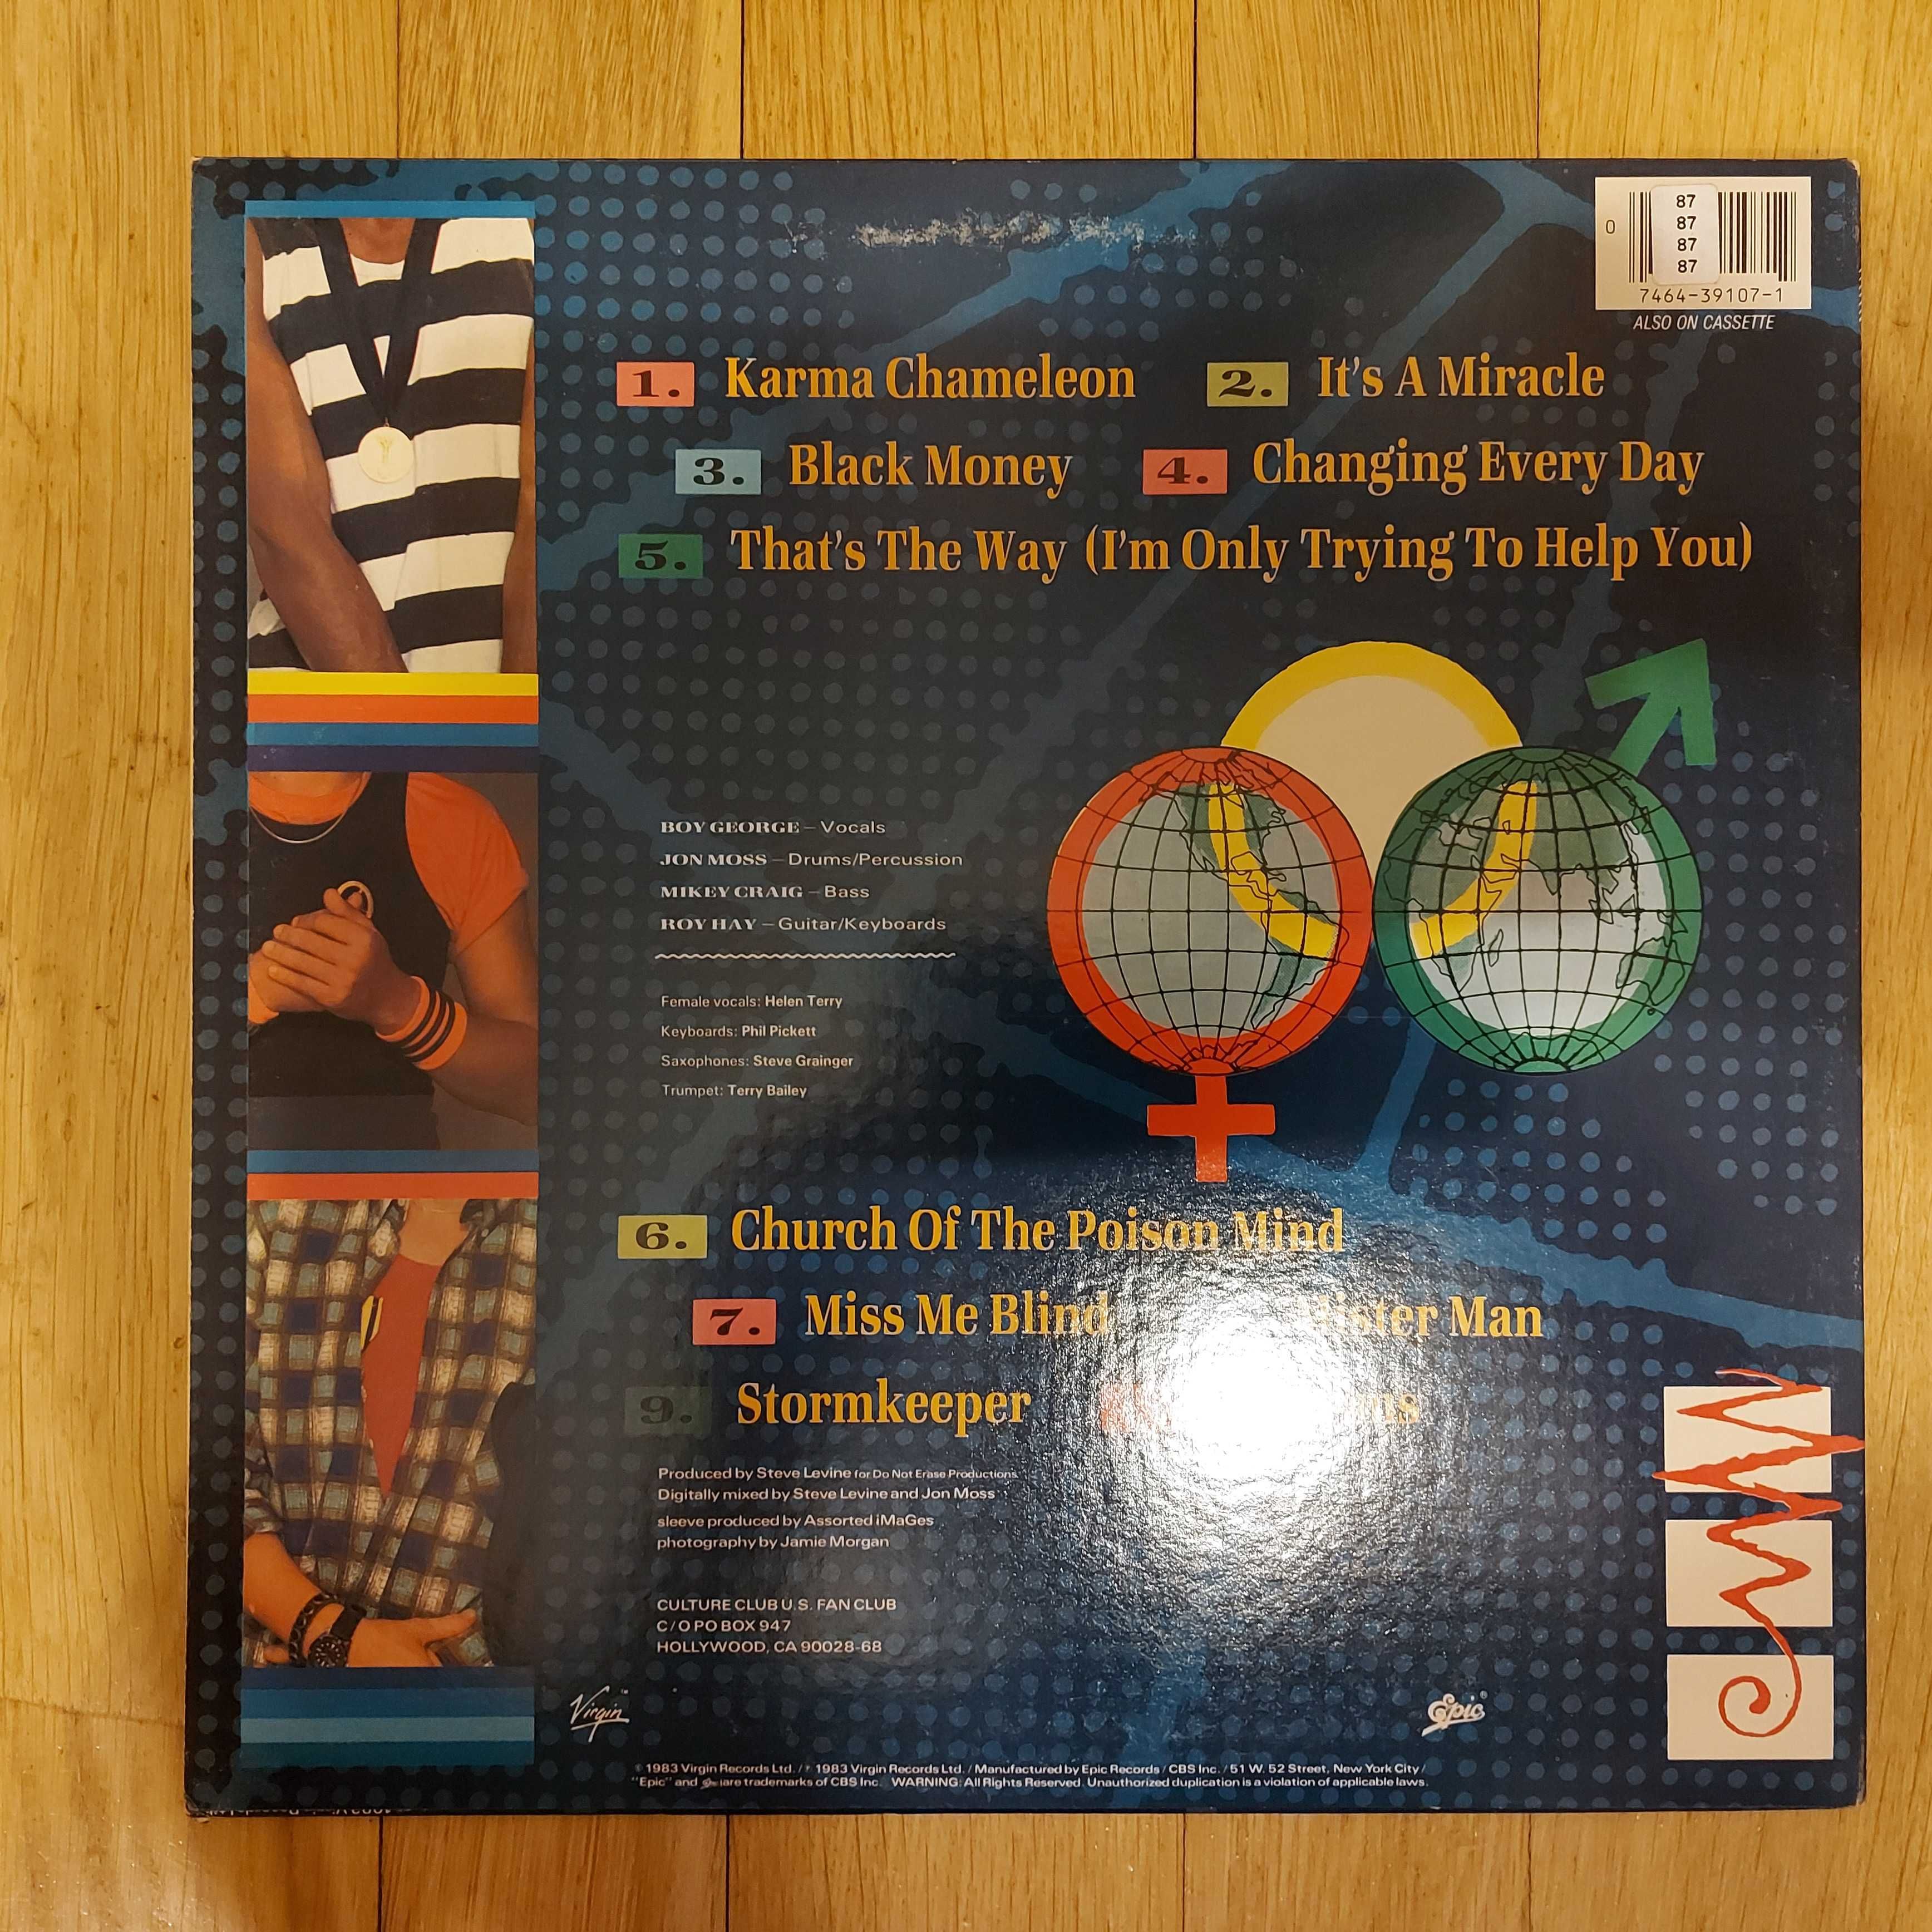 87
87
87
87
0
7464-39107-1
ALSO ON CASSETTE
1. Karma Chameleon 2. It's A Miracle
3. Black Money 4. Changing Every Day
5. That's The Way (I'm Only Trying To Help You)
BOY GEORGE – Vocals
JON MOSS – Drums/Percussion
MIKEY CRAIG – Bass
ROY HAY – Guitar/Keyboards
Female vocals: Helen Terry
Keyboards: Phil Pickett
Saxophones: Steve Grainger
Trumpet: Terry Bailey
6. Church Of The Poison Mind
7. Miss Me Blind Mister Man
9. Stormkeeper
Produced by Steve Levine for Do Not Erase Productions
Digitally mixed by Steve Levine and Jon Moss
sleeve produced by Assorted iMaGes
photography by Jamie Morgan
CULTURE CLUB U.S. FAN CLUB
C/O PO BOX 947
HOLLYWOOD, CA 90028-68
Virgin™ Epic®
© 1983 Virgin Records Ltd. / ℗ 1983 Virgin Records Ltd. / Manufactured by Epic Records / CBS Inc. / 51 W. 52 Street, New York City /
"Epic" and are trademarks of CBS Inc. WARNING: All Rights Reserved. Unauthorized duplication is a violation of applicable laws.